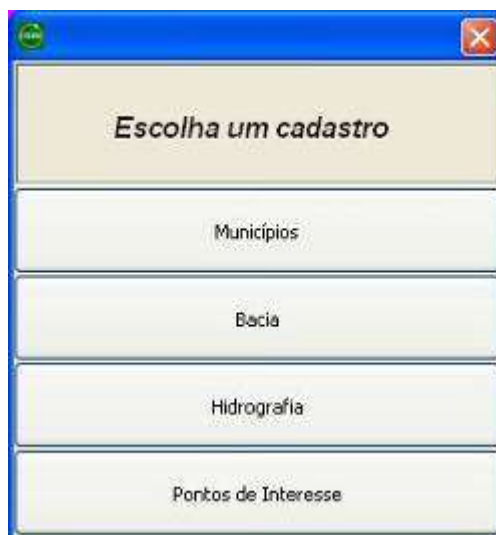 Escolha um cadastro
Municípios
Bacia
Hidrografia
Pontos de Interesse